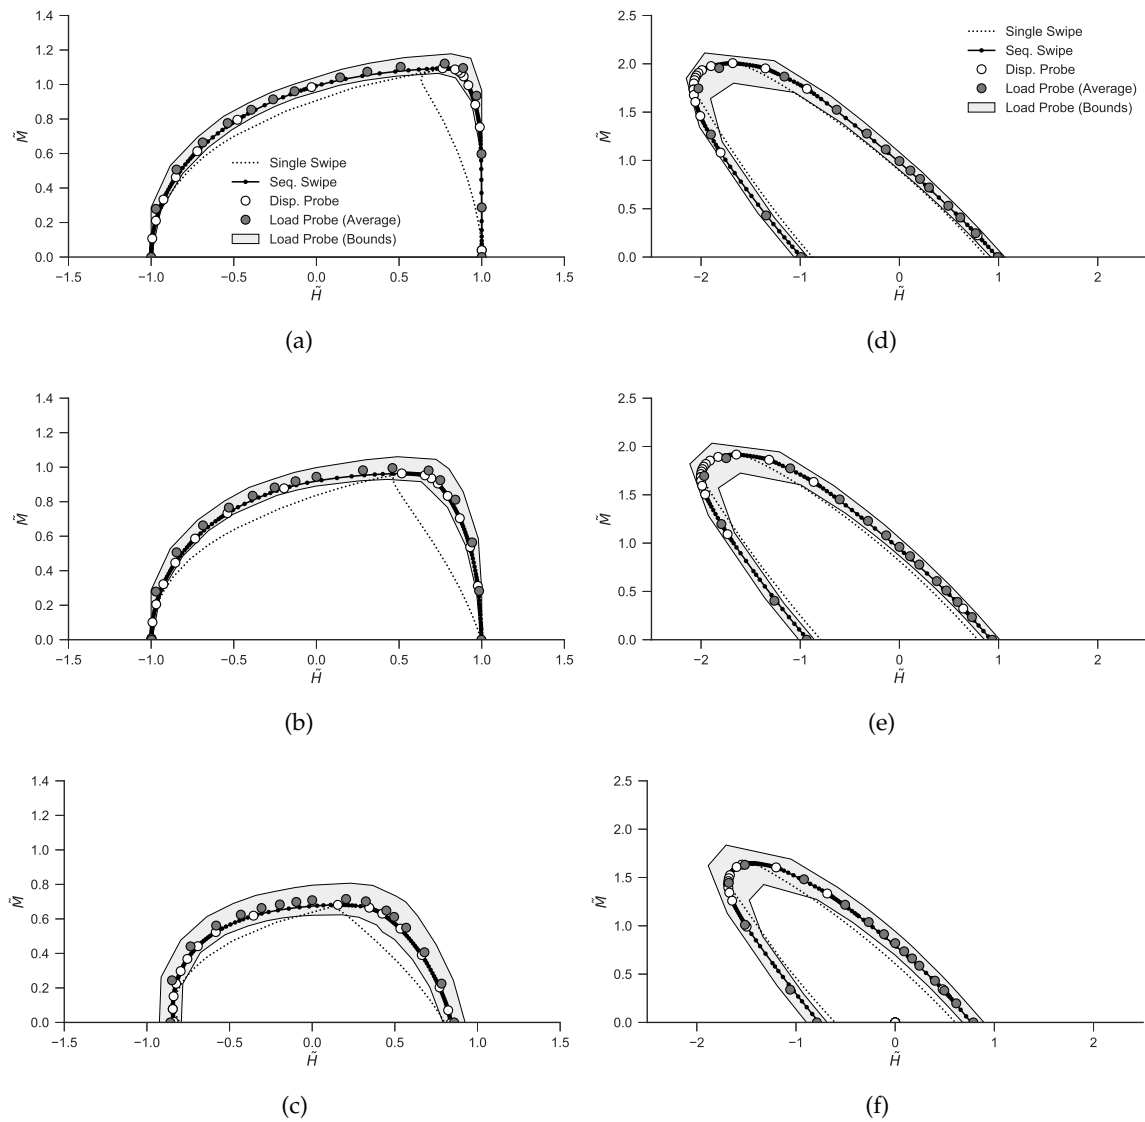 1.4
1.2
1.0
0.8
0.6
0.4
0.2
0.0
M̃
Single Swipe
Seq. Swipe
Disp. Probe
Load Probe (Average)
Load Probe (Bounds)
−1.5 −1.0 −0.5 0.0 0.5 1.0 1.5
H̃
(a)
2.5
2.0
1.5
1.0
0.5
0.0
M̃
Single Swipe
Seq. Swipe
Disp. Probe
Load Probe (Average)
Load Probe (Bounds)
−2 −1 0 1 2
H̃
(d)
1.4
1.2
1.0
0.8
0.6
0.4
0.2
0.0
M̃
−1.5 −1.0 −0.5 0.0 0.5 1.0 1.5
H̃
(b)
2.5
2.0
1.5
1.0
0.5
0.0
M̃
−2 −1 0 1 2
H̃
(e)
1.4
1.2
1.0
0.8
0.6
0.4
0.2
0.0
M̃
−1.5 −1.0 −0.5 0.0 0.5 1.0 1.5
H̃
(c)
2.5
2.0
1.5
1.0
0.5
0.0
M̃
−2 −1 0 1 2
H̃
(f)